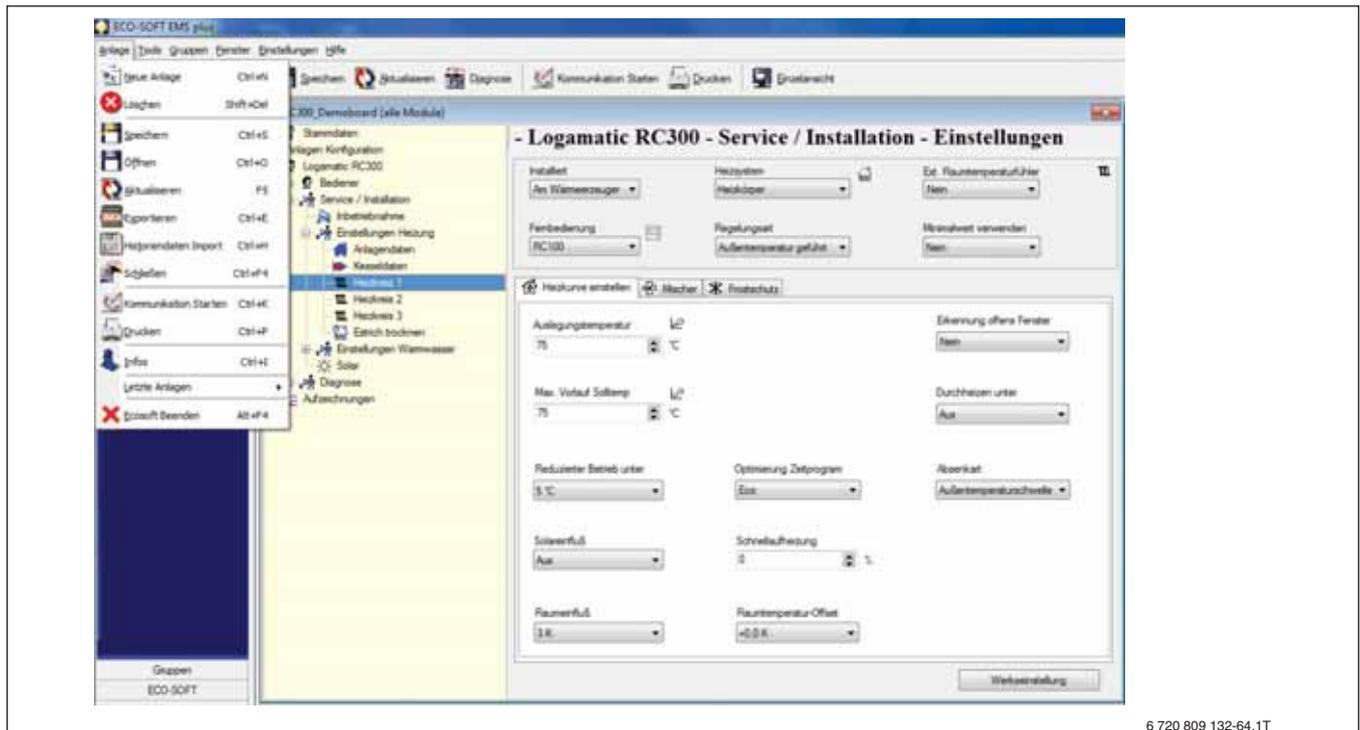 ECO-SOFT EMS plus
Anlage Tools Gruppen Fenster Einstellungen Hilfe
Speichern Aktualisieren Diagnose Kommunikation Starten Drucken Einzelansicht
Neue Anlage Ctrl+N
Löschen Shift+Del
Speichern Ctrl+S
Öffnen Ctrl+O
Aktualisieren F5
Exportieren Ctrl+E
Historiendaten Import Ctrl+H
Schließen Ctrl+F4
Kommunikation Starten Ctrl+K
Drucken Ctrl+P
Infos Ctrl+I
Letzte Anlagen
Ecosoft Beenden Alt+F4
Gruppen
ECO-SOFT
C300_Demoboard (alle Module)
Stammdaten
nlagen Konfiguration
Logamatic RC300
Bediener
Service / Installation
Inbetriebnahme
Einstellungen Heizung
Anlagendaten
Kesseldaten
Heizkreis 1
Heizkreis 2
Heizkreis 3
Estrich trocknen
Einstellungen Warmwasser
Solar
Diagnose
Aufzeichnungen
- Logamatic RC300 - Service / Installation - Einstellungen
Installiert Heizsystem Ext. Raumtemperaturfühler
Am Wärmeerzeuger Heizkörper Nein
Fernbedienung Regelungsart Minimalwert verwenden
RC100 Außentemperatur geführt Nein
Heizkurve einstellen Mischer Frostschutz
Auslegungstemperatur Erkennung offene Fenster
75 °C Nein
Max. Vorlauf Solltemp Durchheizen unter
75 °C Aus
Reduzierter Betrieb unter Optimierung Zeitprogram Absenkart
5 °C Eco Außentemperaturschwelle
Solareinfluß Schnellaufheizung
Aus 0 %
Raumeinfluß Raumtemperatur-Offset
3 K +0.0 K
Werkseinstellung
6 720 809 132-64.1T